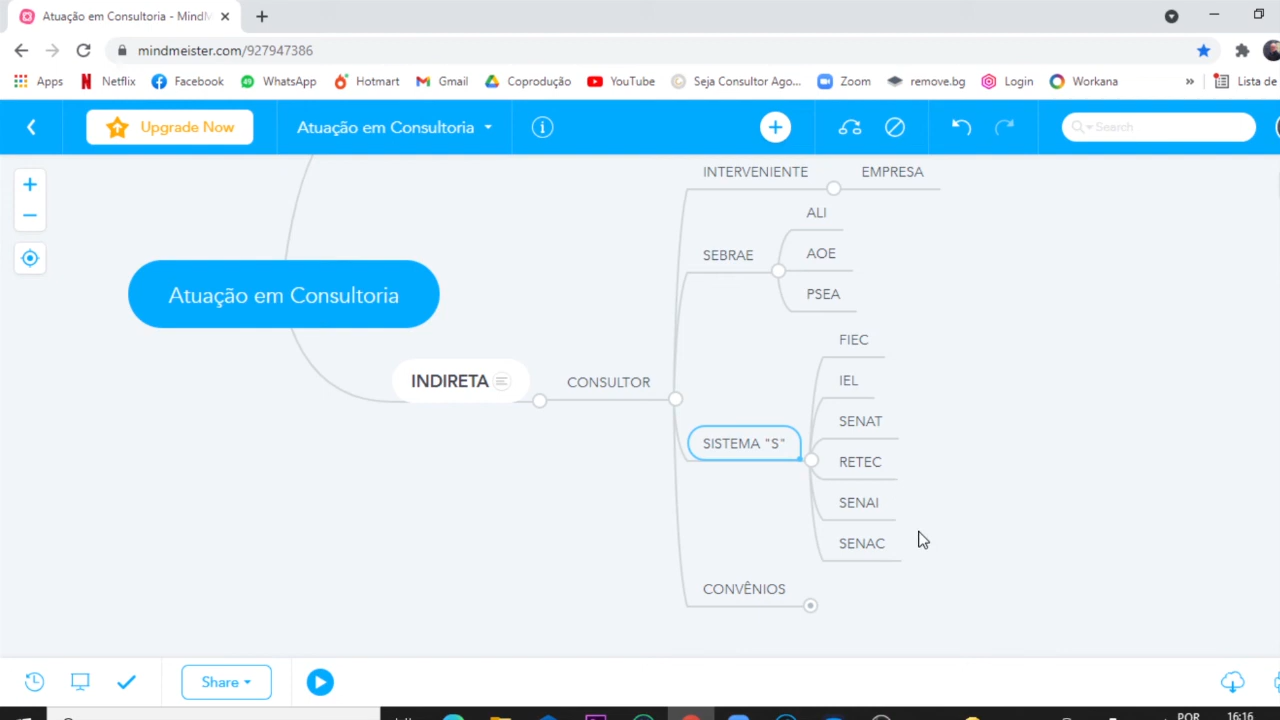 Atuação em Consultoria - MindM
mindmeister.com/927947386
Apps Netflix Facebook WhatsApp Hotmart Gmail Coprodução YouTube Seja Consultor Ago... Zoom remove.bg Login Workana » Lista de
Upgrade Now Atuação em Consultoria Search
INTERVENIENTE EMPRESA
ALI
SEBRAE AOE
PSEA
Atuação em Consultoria
FIEC
INDIRETA CONSULTOR IEL
SENAT
SISTEMA "S"
RETEC
SENAI
SENAC
CONVÊNIOS
Share
POR 16:16